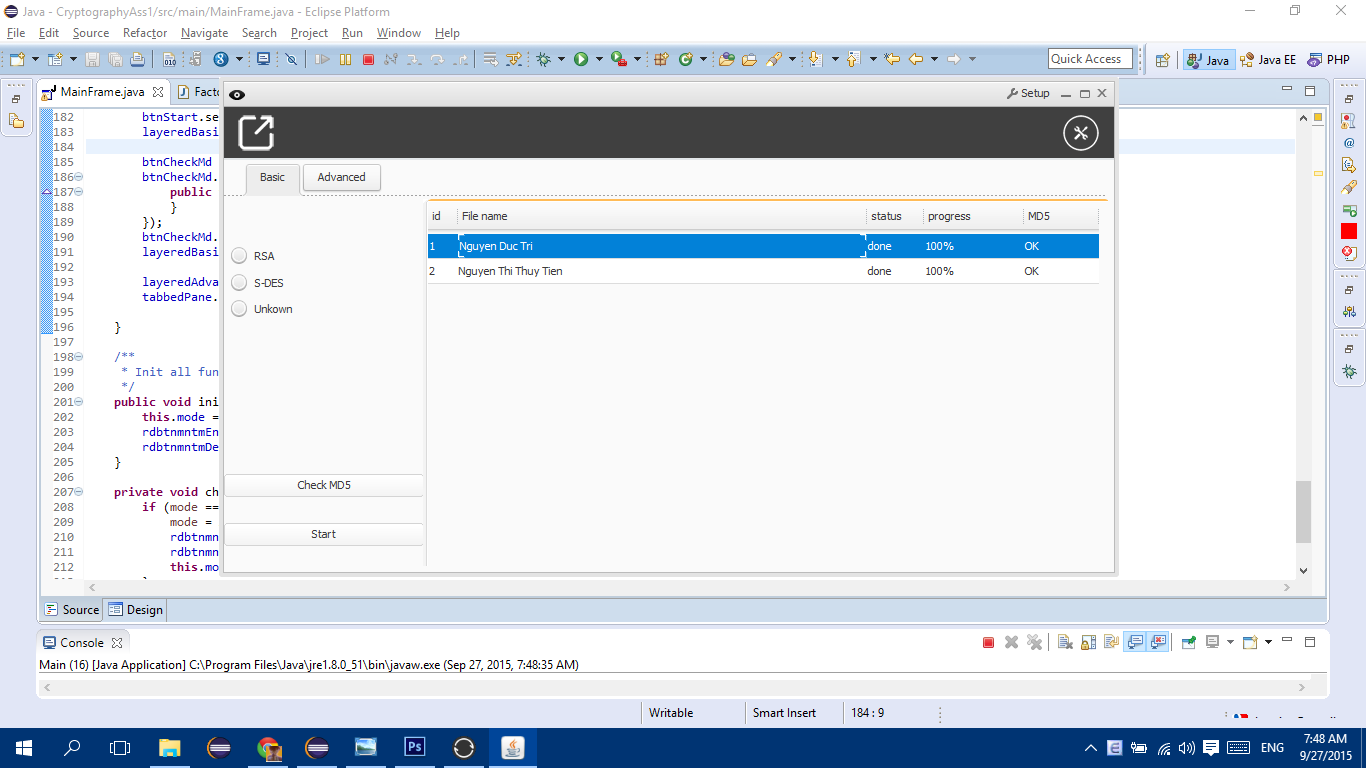 Java - CryptographyAss1/src/main/MainFrame.java - Eclipse Platform
File Edit Source Refactor Navigate Search Project Run Window Help
Quick Access Java Java EE PHP
MainFrame.java Facto
Setup
Basic Advanced
id File name status progress MD5
1 Nguyen Duc Tri done 100% OK
2 Nguyen Thi Thuy Tien done 100% OK
RSA
S-DES
Unkown
Check MD5
Start
182 btnStart.se
183 layeredBasi
184
185 btnCheckMd
186 btnCheckMd.
187 public
188 }
189 });
190 btnCheckMd.
191 layeredBasi
192
193 layeredAdva
194 tabbedPane.
195
196 }
197
198 /**
199 * Init all fun
200 */
201 public void ini
202 this.mode =
203 rdbtnmntmEn
204 rdbtnmntmDe
205 }
206
207 private void ch
208 if (mode ==
209 mode =
210 rdbtnmn
211 rdbtnmn
212 this.mo
Source Design
Console
Main (16) [Java Application] C:\Program Files\Java\jre1.8.0_51\bin\javaw.exe (Sep 27, 2015, 7:48:35 AM)
Writable Smart Insert 184 : 9
Ps
ENG
7:48 AM
9/27/2015